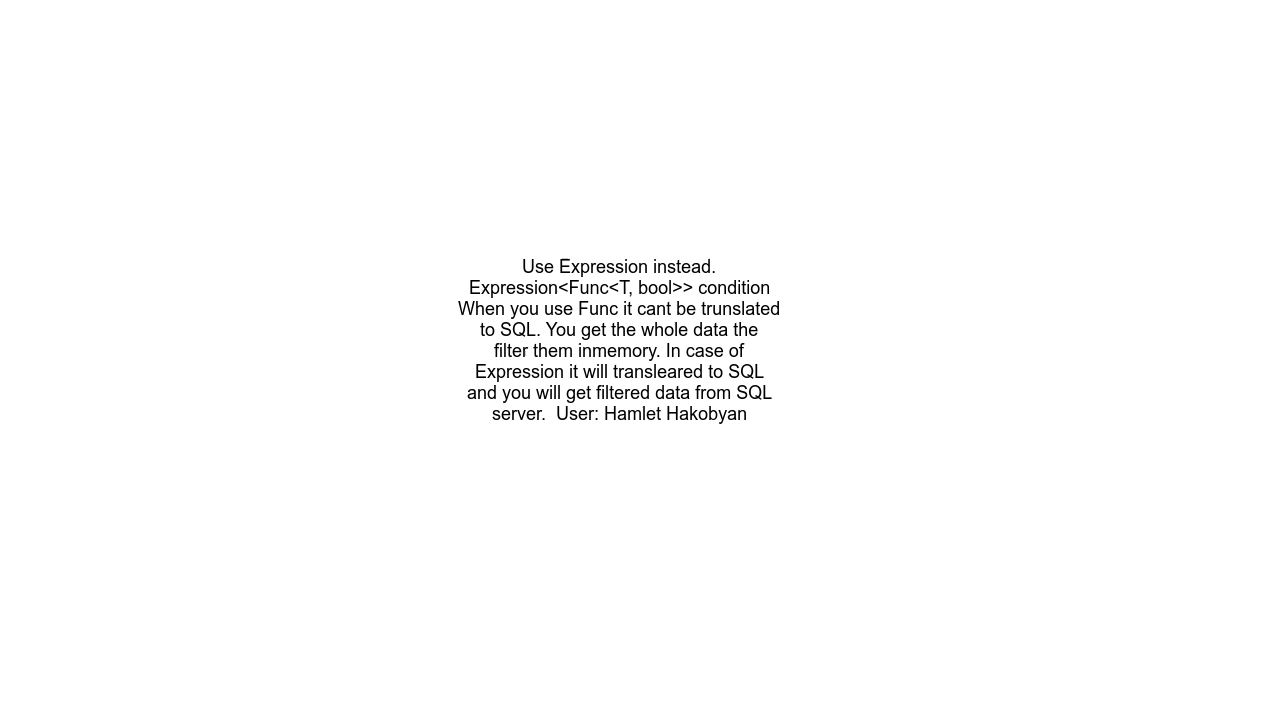 Use Expression instead.
Expression<Func<T, bool>> condition
When you use Func it cant be trunslated
to SQL. You get the whole data the
filter them inmemory. In case of
Expression it will transleared to SQL
and you will get filtered data from SQL
server.  User: Hamlet Hakobyan